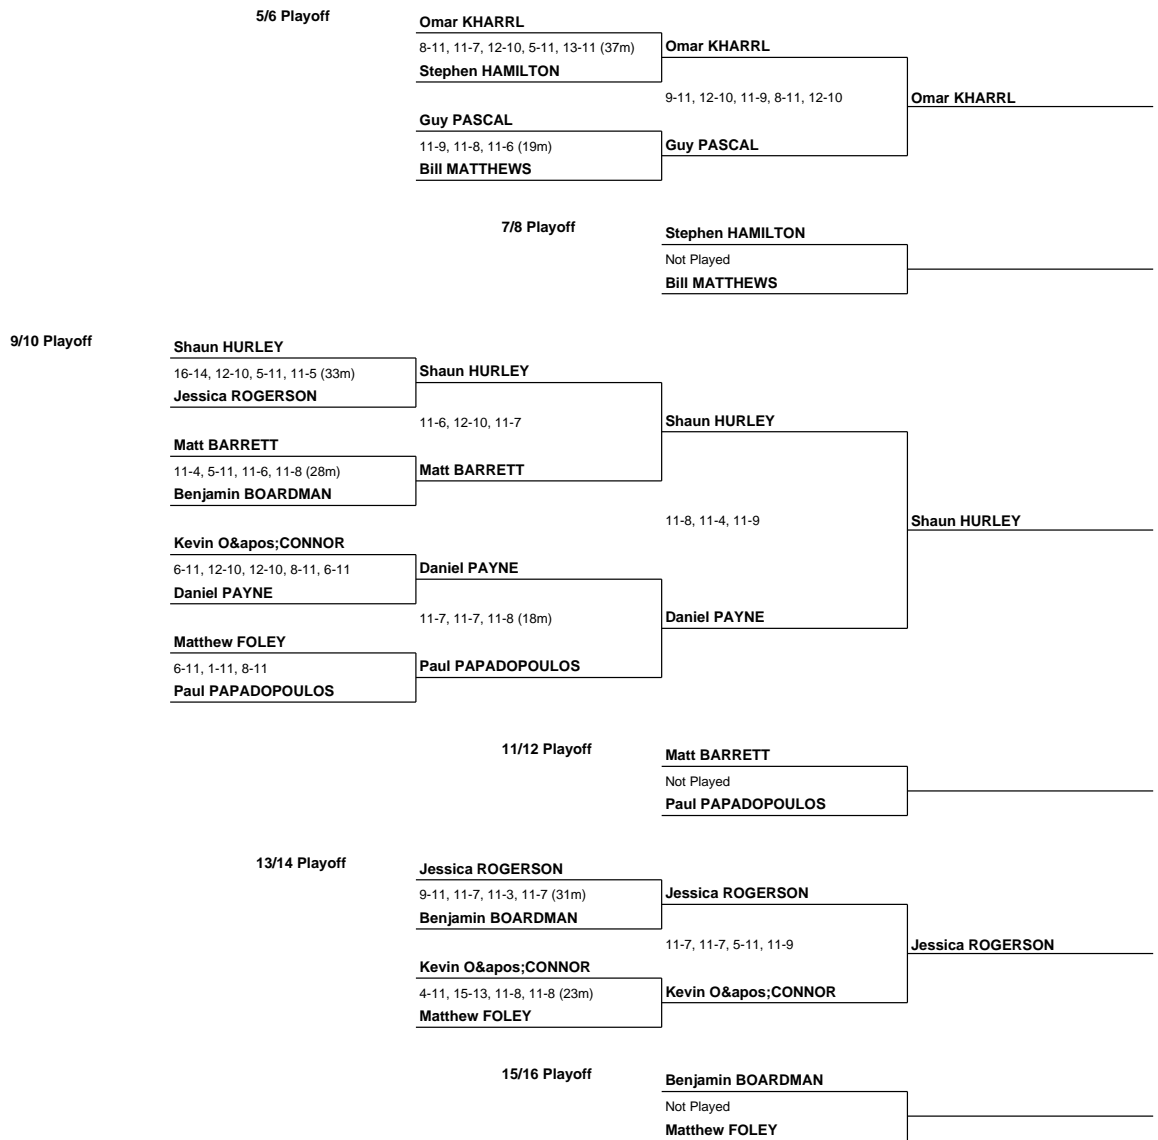 5/6 Playoff
Omar KHARRL
8-11, 11-7, 12-10, 5-11, 13-11 (37m)
Stephen HAMILTON
Omar KHARRL
9-11, 12-10, 11-9, 8-11, 12-10
Omar KHARRL
Guy PASCAL
11-9, 11-8, 11-6 (19m)
Bill MATTHEWS
Guy PASCAL
7/8 Playoff
Stephen HAMILTON
Not Played
Bill MATTHEWS
9/10 Playoff
Shaun HURLEY
16-14, 12-10, 5-11, 11-5 (33m)
Jessica ROGERSON
Shaun HURLEY
11-6, 12-10, 11-7
Shaun HURLEY
Matt BARRETT
11-4, 5-11, 11-6, 11-8 (28m)
Benjamin BOARDMAN
Matt BARRETT
11-8, 11-4, 11-9
Shaun HURLEY
Kevin O&apos;CONNOR
6-11, 12-10, 12-10, 8-11, 6-11
Daniel PAYNE
Daniel PAYNE
11-7, 11-7, 11-8 (18m)
Daniel PAYNE
Matthew FOLEY
6-11, 1-11, 8-11
Paul PAPADOPOULOS
Paul PAPADOPOULOS
11/12 Playoff
Matt BARRETT
Not Played
Paul PAPADOPOULOS
13/14 Playoff
Jessica ROGERSON
9-11, 11-7, 11-3, 11-7 (31m)
Benjamin BOARDMAN
Jessica ROGERSON
11-7, 11-7, 5-11, 11-9
Jessica ROGERSON
Kevin O&apos;CONNOR
4-11, 15-13, 11-8, 11-8 (23m)
Matthew FOLEY
Kevin O&apos;CONNOR
15/16 Playoff
Benjamin BOARDMAN
Not Played
Matthew FOLEY